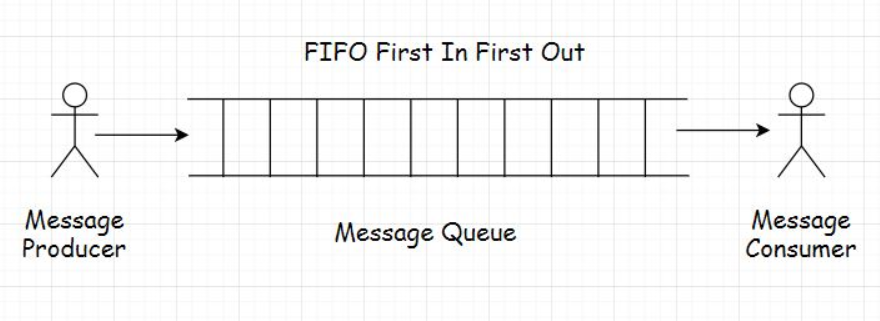 FIFO First In First Out
Message
Producer
Message Queue
Message
Consumer